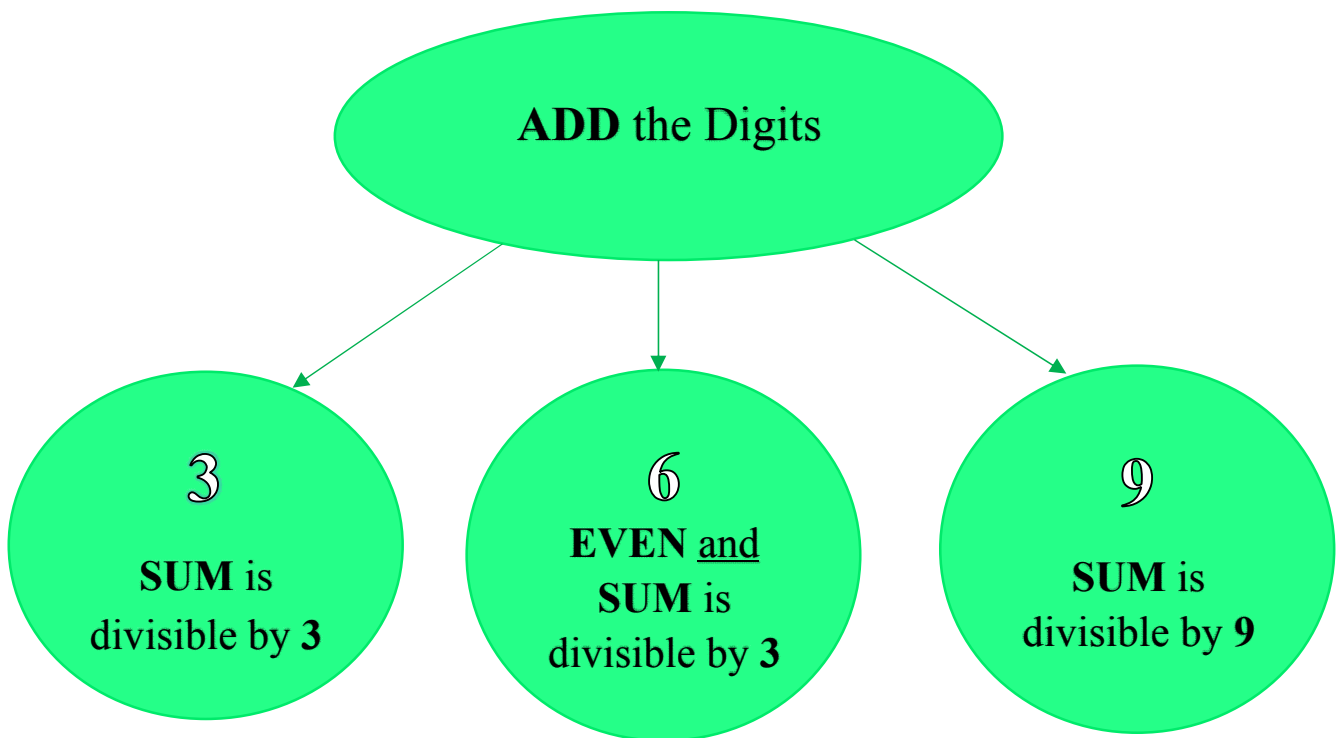 ADD the Digits
3
SUM is
divisible by 3
6
EVEN and
SUM is
divisible by 3
9
SUM is
divisible by 9